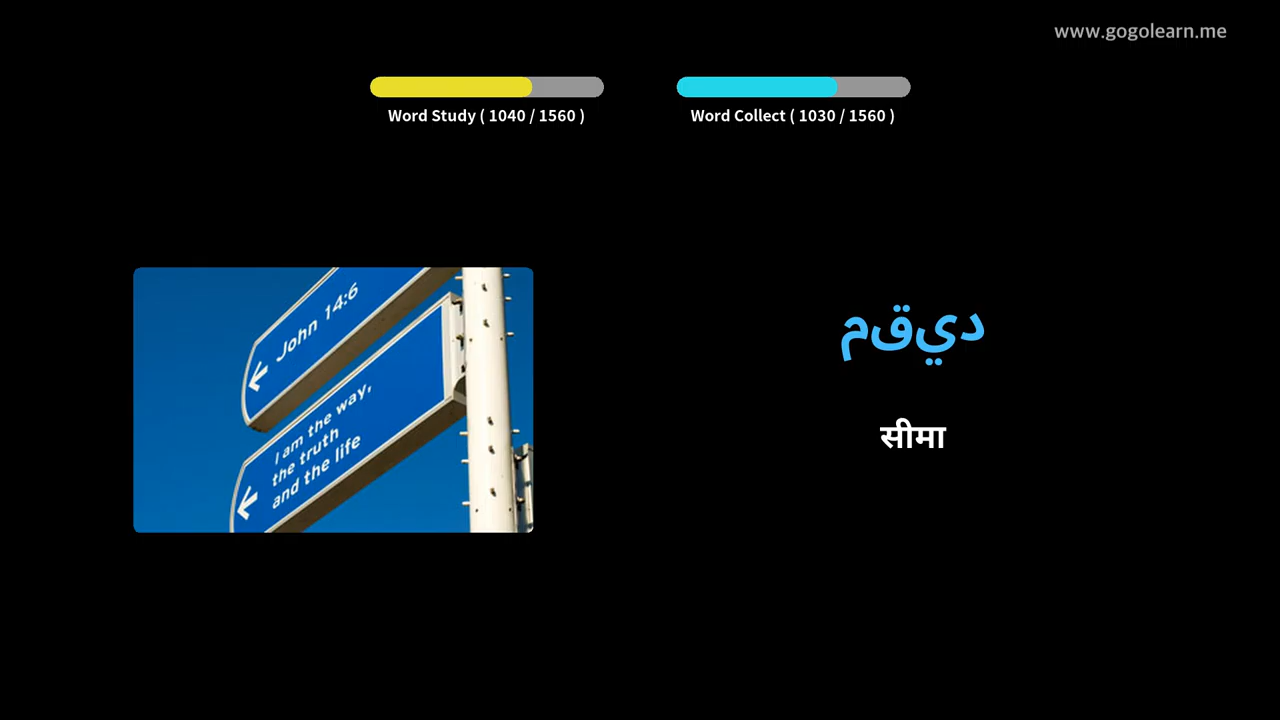 www.gogolearn.me
Word Study ( 1040 / 1560 )
Word Collect ( 1030 / 1560 )
John 14:6
I am the way,
the truth
and the life
ديقم
सीमा